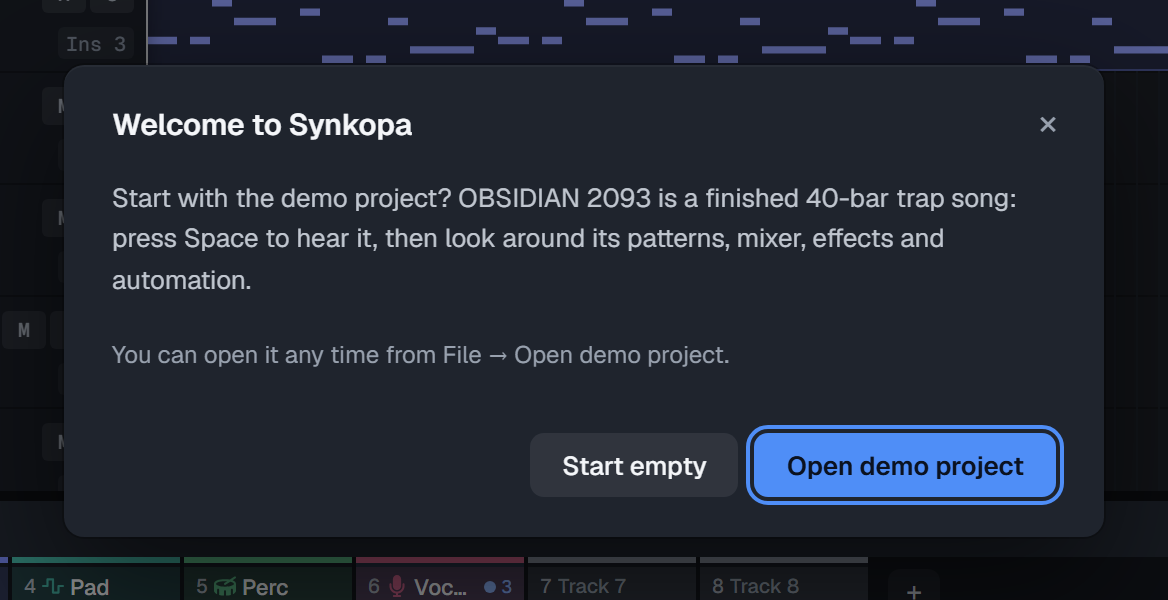 Ins 3
Welcome to Synkopa
Start with the demo project? OBSIDIAN 2093 is a finished 40-bar trap song:
press Space to hear it, then look around its patterns, mixer, effects and
automation.
You can open it any time from File → Open demo project.
M
Start empty
Open demo project
4 Pad
5 Perc
6 Voc... 3
7 Track 7
8 Track 8
+